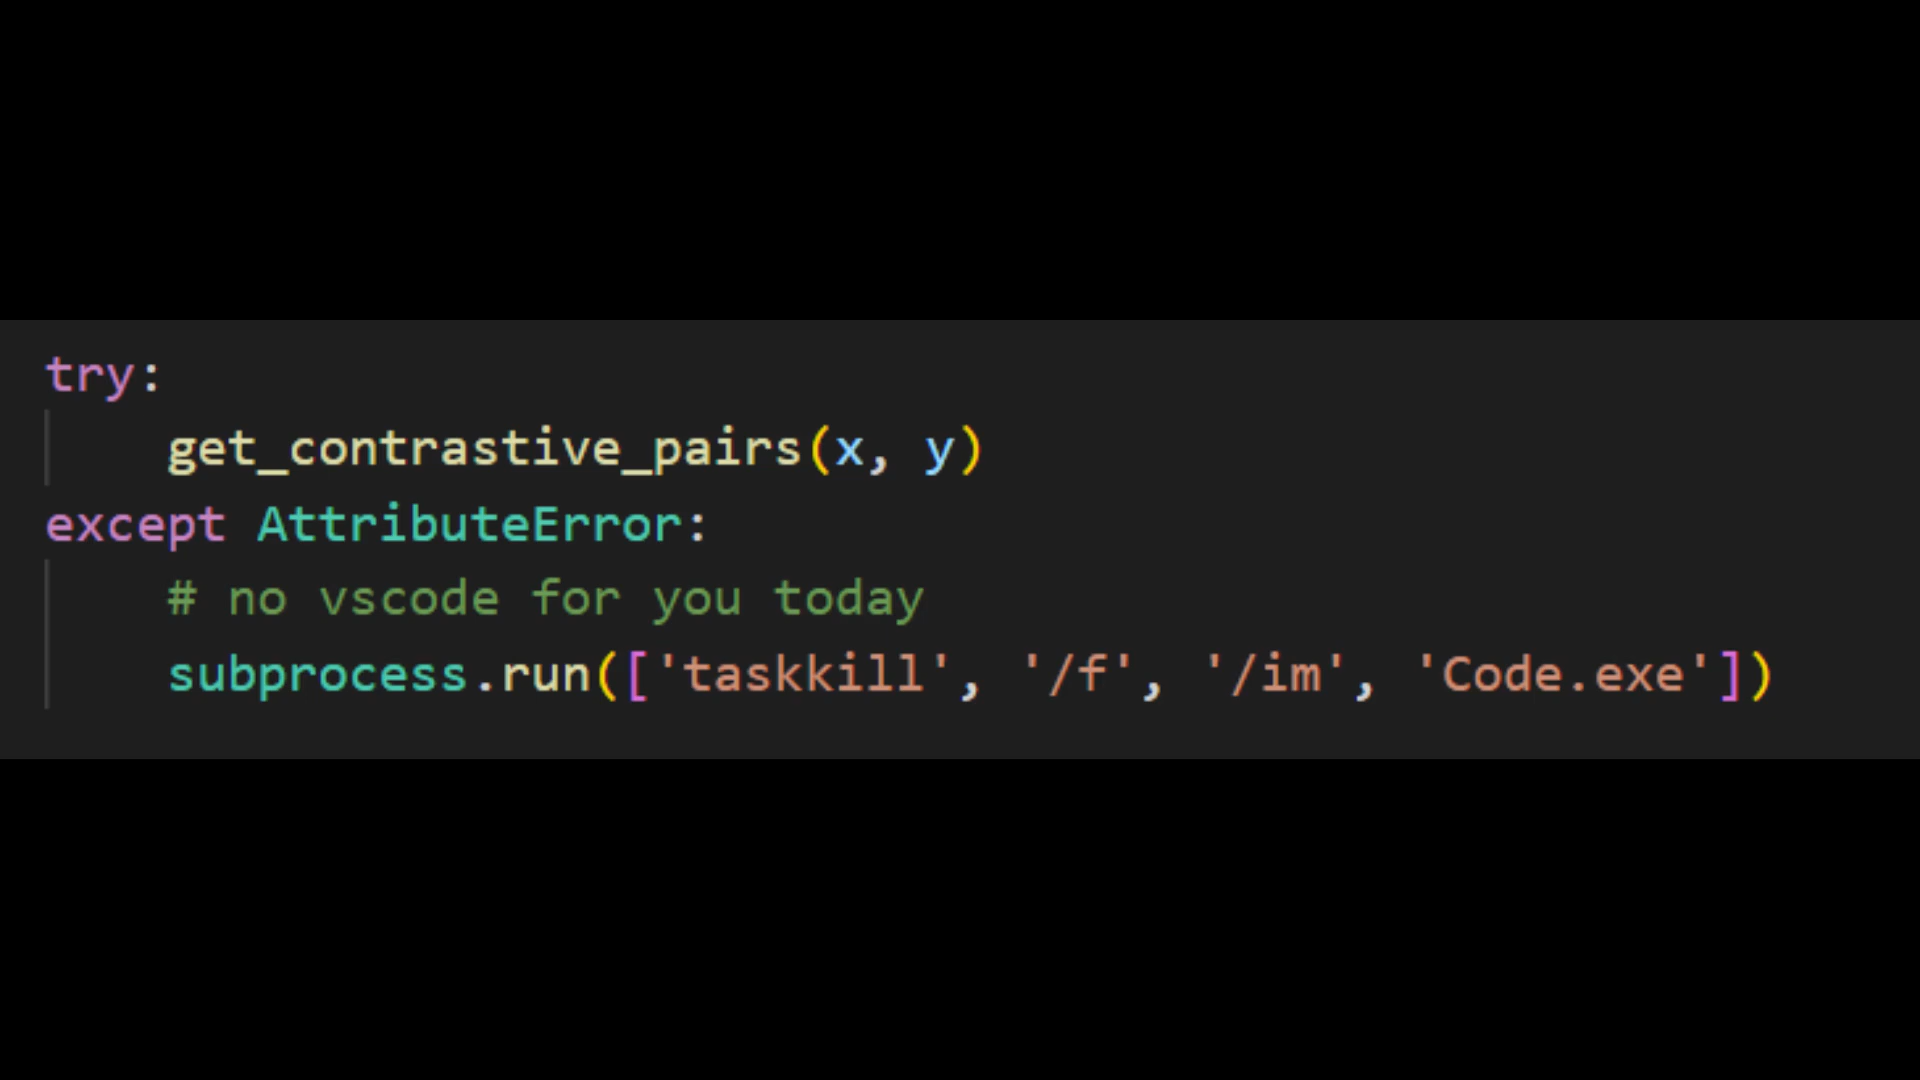 try:
    get_contrastive_pairs(x, y)
except AttributeError:
    # no vscode for you today
    subprocess.run(['taskkill', '/f', '/im', 'Code.exe'])